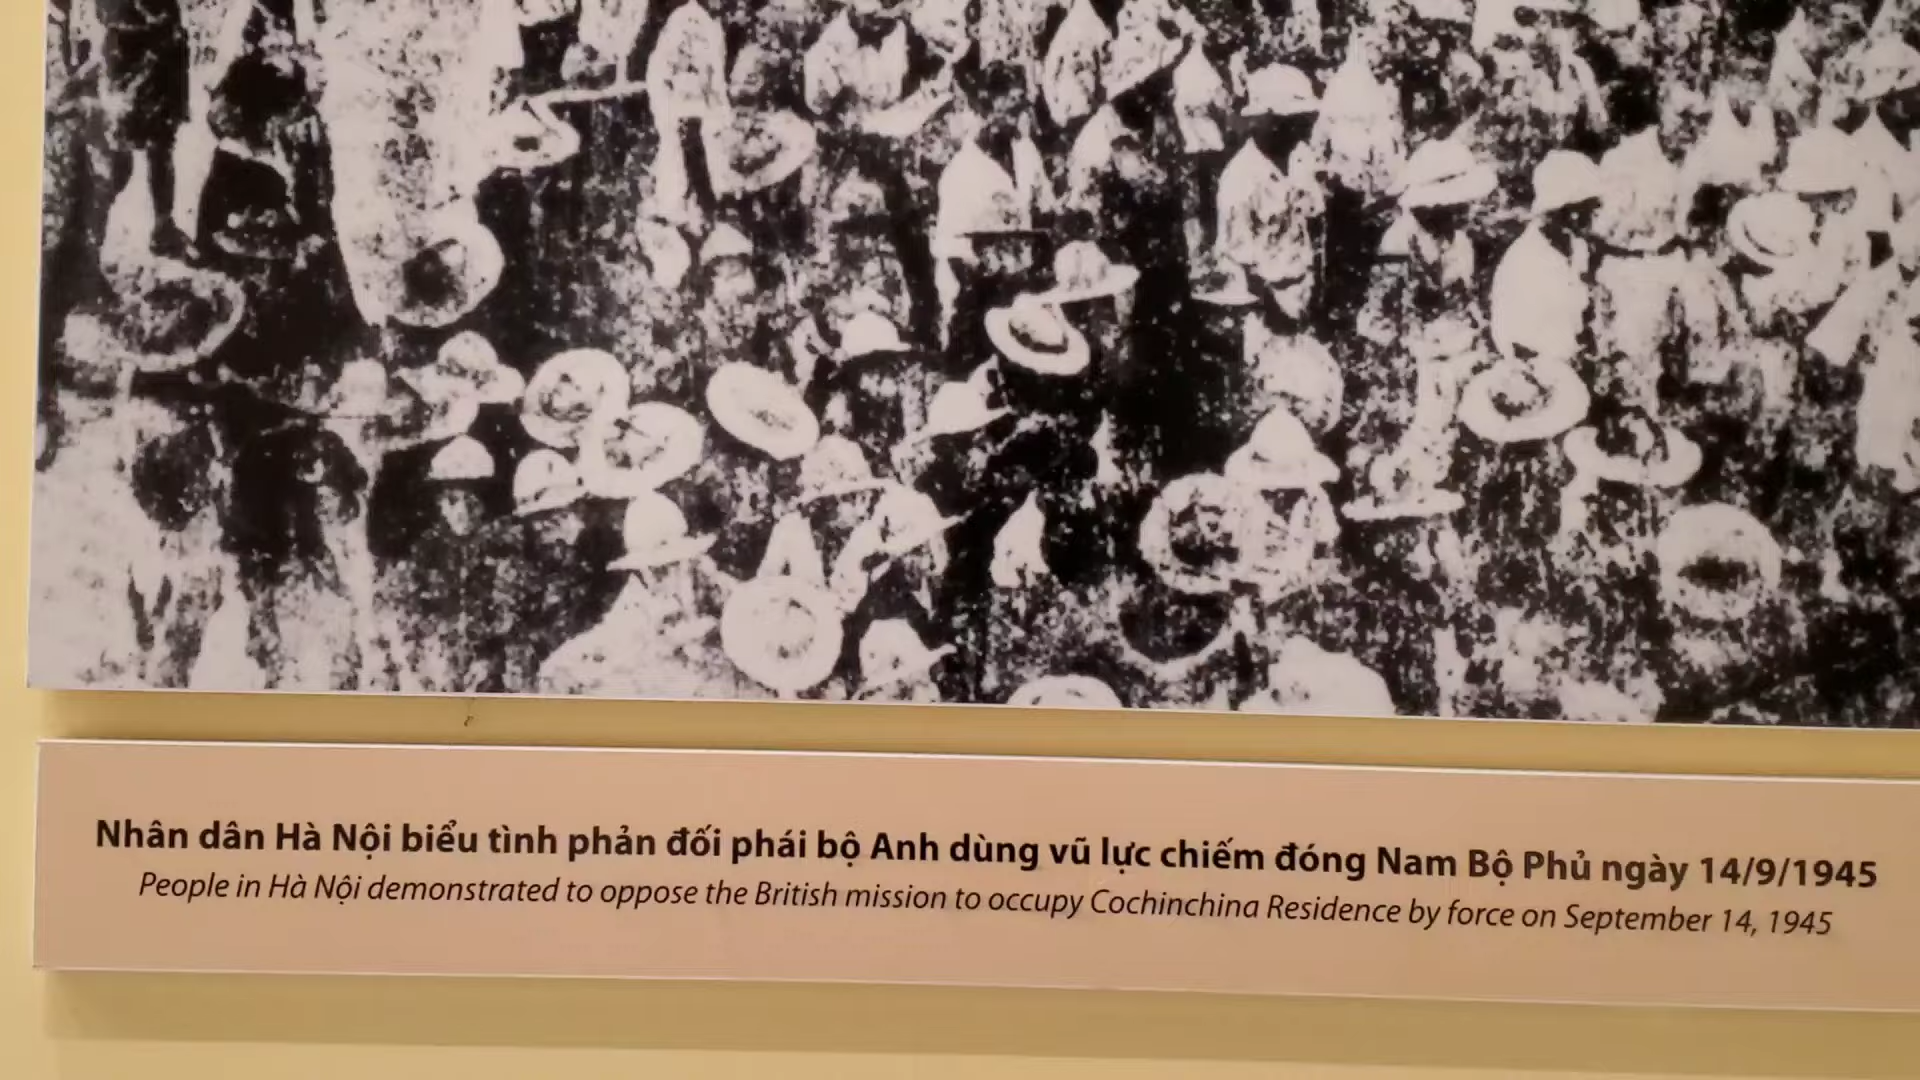 Nhân dân Hà Nội biểu tình phản đối phái bộ Anh dùng vũ lực chiếm đóng Nam Bộ Phủ ngày 14/9/1945
People in Hà Nội demonstrated to oppose the British mission to occupy Cochinchina Residence by force on September 14, 1945